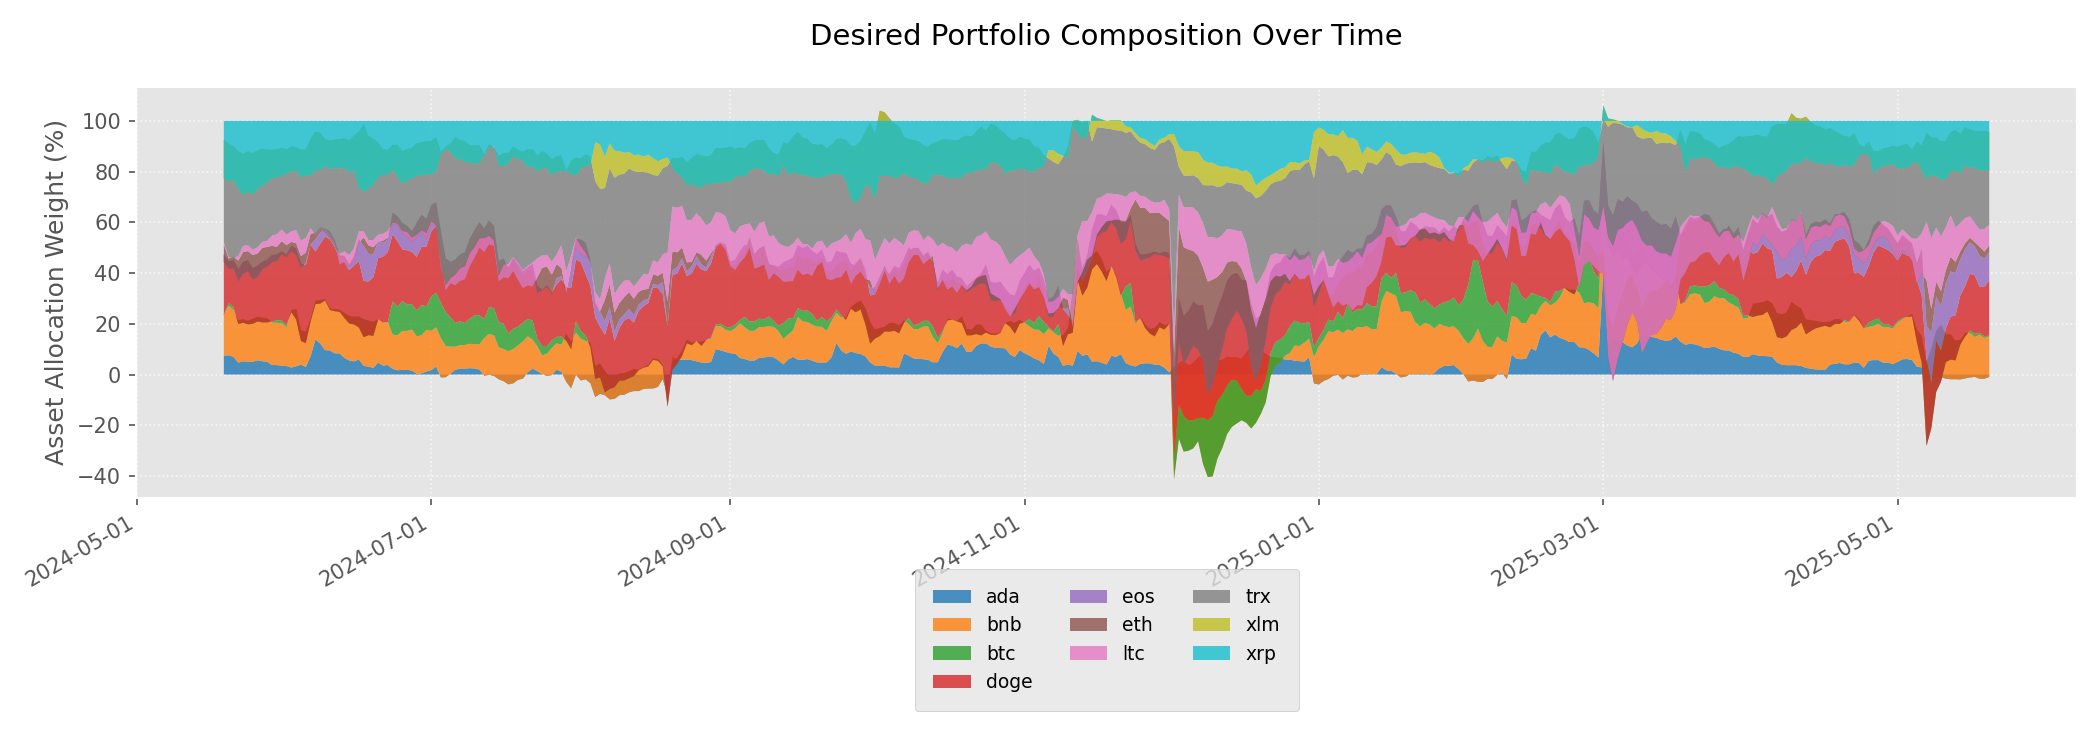 Desired Portfolio Composition Over Time
Asset Allocation Weight (%)
100
80
60
40
20
0
−20
−40
2024-05-01
2024-07-01
2024-09-01
2024-11-01
2025-01-01
2025-03-01
2025-05-01
ada
bnb
btc
doge
eos
eth
ltc
trx
xlm
xrp